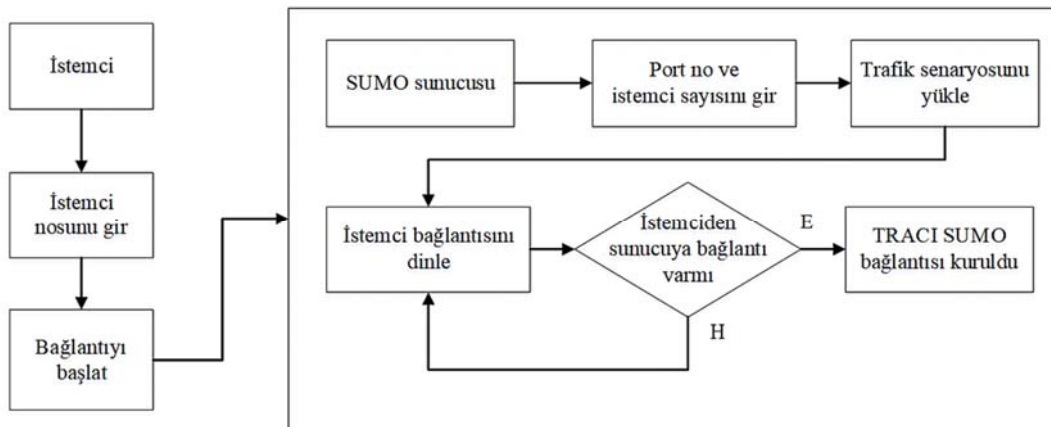 İstemci
İstemci
nosunu gir
Bağlantıyı
başlat
SUMO sunucusu
Port no ve
istemci sayısını gir
Trafik senaryosunu
yükle
İstemci bağlantısını
dinle
İstemciden
sunucuya bağlantı
varmı
E
H
TRACI SUMO
bağlantısı kuruldu